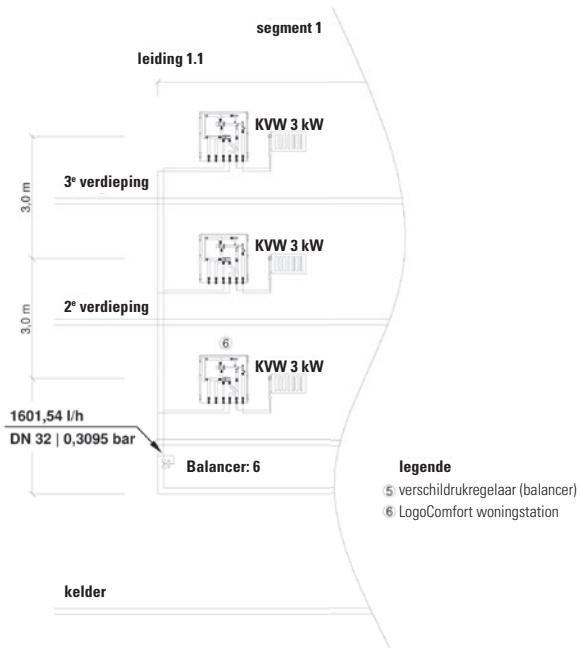 segment 1
leiding 1.1
KVW 3 kW
3e verdieping
3,0 m
KVW 3 kW
2e verdieping
3,0 m
6
KVW 3 kW
1601,54 l/h
DN 32 | 0,3095 bar
Balancer: 6
legende
5 verschildrukregelaar (balancer)
6 LogoComfort woningstation
kelder